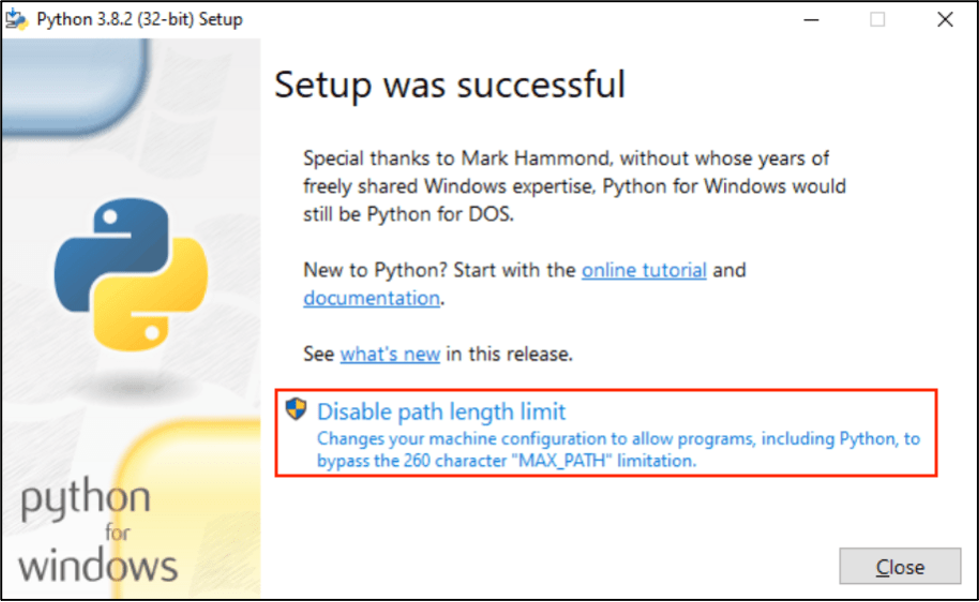 Python 3.8.2 (32-bit) Setup
Setup was successful
Special thanks to Mark Hammond, without whose years of
freely shared Windows expertise, Python for Windows would
still be Python for DOS.
New to Python? Start with the online tutorial and
documentation.
See what's new in this release.
Disable path length limit
Changes your machine configuration to allow programs, including Python, to
bypass the 260 character "MAX_PATH" limitation.
python
for
windows
Close